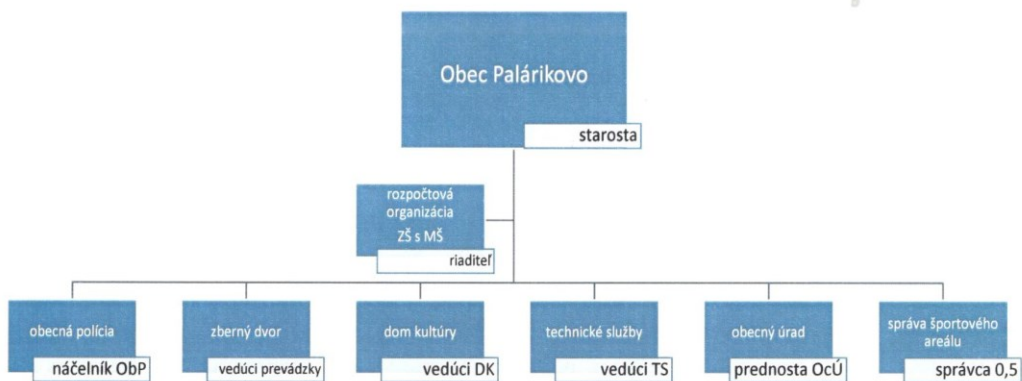 Obec Palárikovo
starosta
rozpočtová
organizácia
ZŠ s MŠ
riaditeľ
obecná polícia
náčelník ObP
zberný dvor
vedúci prevádzky
dom kultúry
vedúci DK
technické služby
vedúci TS
obecný úrad
prednosta OcÚ
správa športového
areálu
správca 0,5